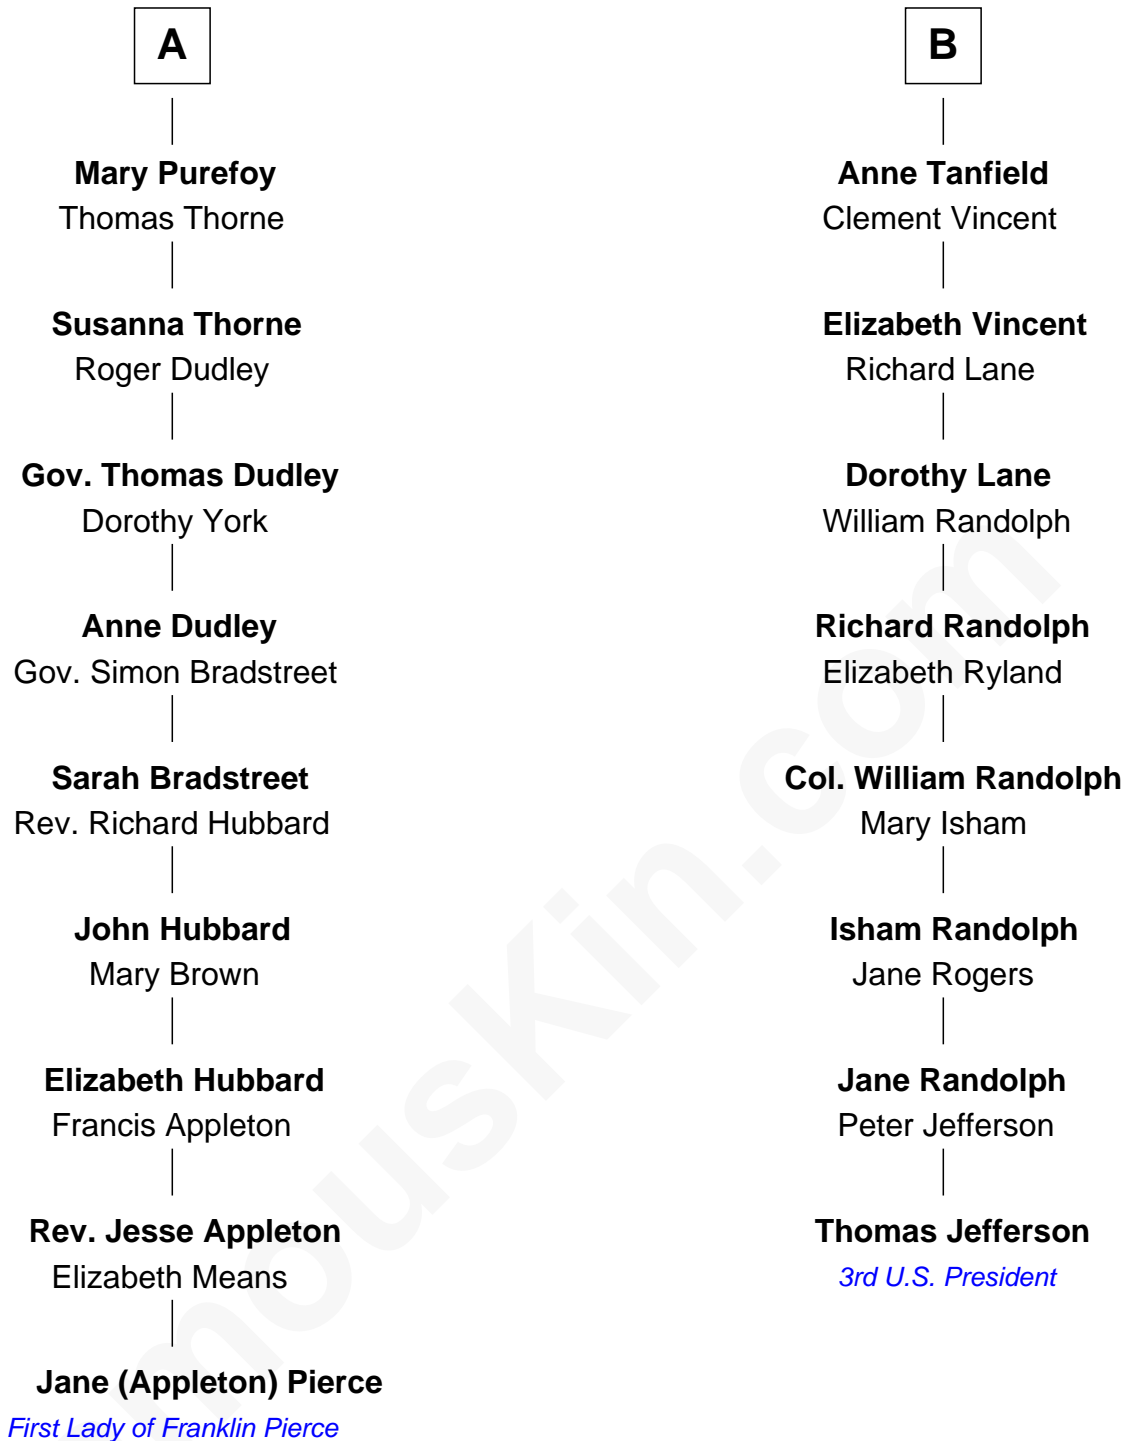 A
Mary Purefoy
Thomas Thorne
Susanna Thorne
Roger Dudley
Gov. Thomas Dudley
Dorothy York
Anne Dudley
Gov. Simon Bradstreet
Sarah Bradstreet
Rev. Richard Hubbard
John Hubbard
Mary Brown
Elizabeth Hubbard
Francis Appleton
Rev. Jesse Appleton
Elizabeth Means
Jane (Appleton) Pierce
First Lady of Franklin Pierce
B
Anne Tanfield
Clement Vincent
Elizabeth Vincent
Richard Lane
Dorothy Lane
William Randolph
Richard Randolph
Elizabeth Ryland
Col. William Randolph
Mary Isham
Isham Randolph
Jane Rogers
Jane Randolph
Peter Jefferson
Thomas Jefferson
3rd U.S. President
mousKin.com